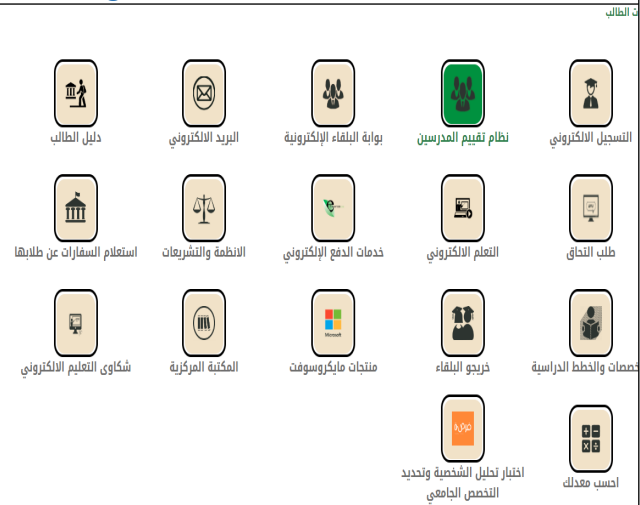 ت الطالب
التسجيل الالكتروني
نظام تقييم المدرسين
بوابة البلقاء الإلكترونية
البريد الالكتروني
دليل الطالب
طلب التحاق
التعلم الالكتروني
خدمات الدفع الإلكتروني
الانظمة والتشريعات
استعلام السفارات عن طلابها
خصصات والخطط الدراسية
خريجو البلقاء
منتجات مايكروسوفت
المكتبة المركزية
شكاوى التعليم الالكتروني
Microsoft
احسب معدلك
اختبار تحليل الشخصية وتحديد
التخصص الجامعي